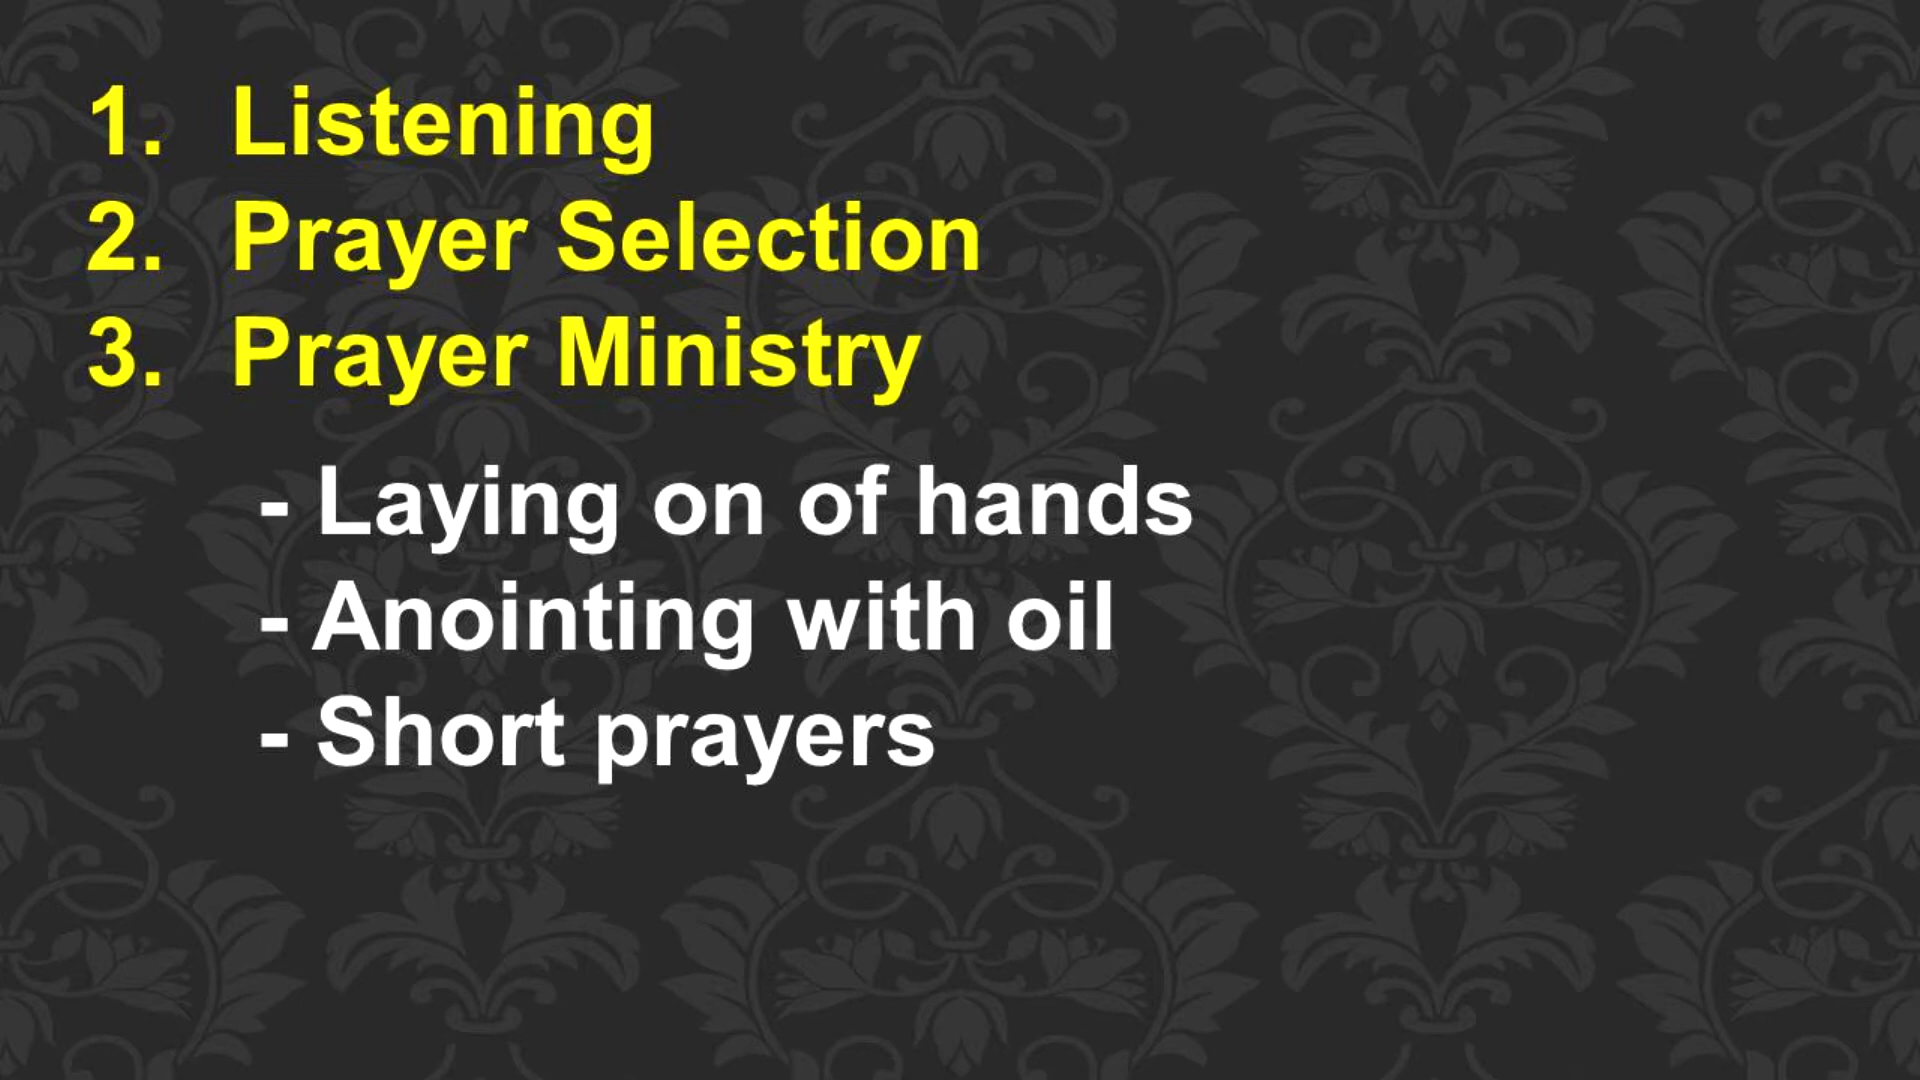 1. Listening
2. Prayer Selection
3. Prayer Ministry
- Laying on of hands
- Anointing with oil
- Short prayers